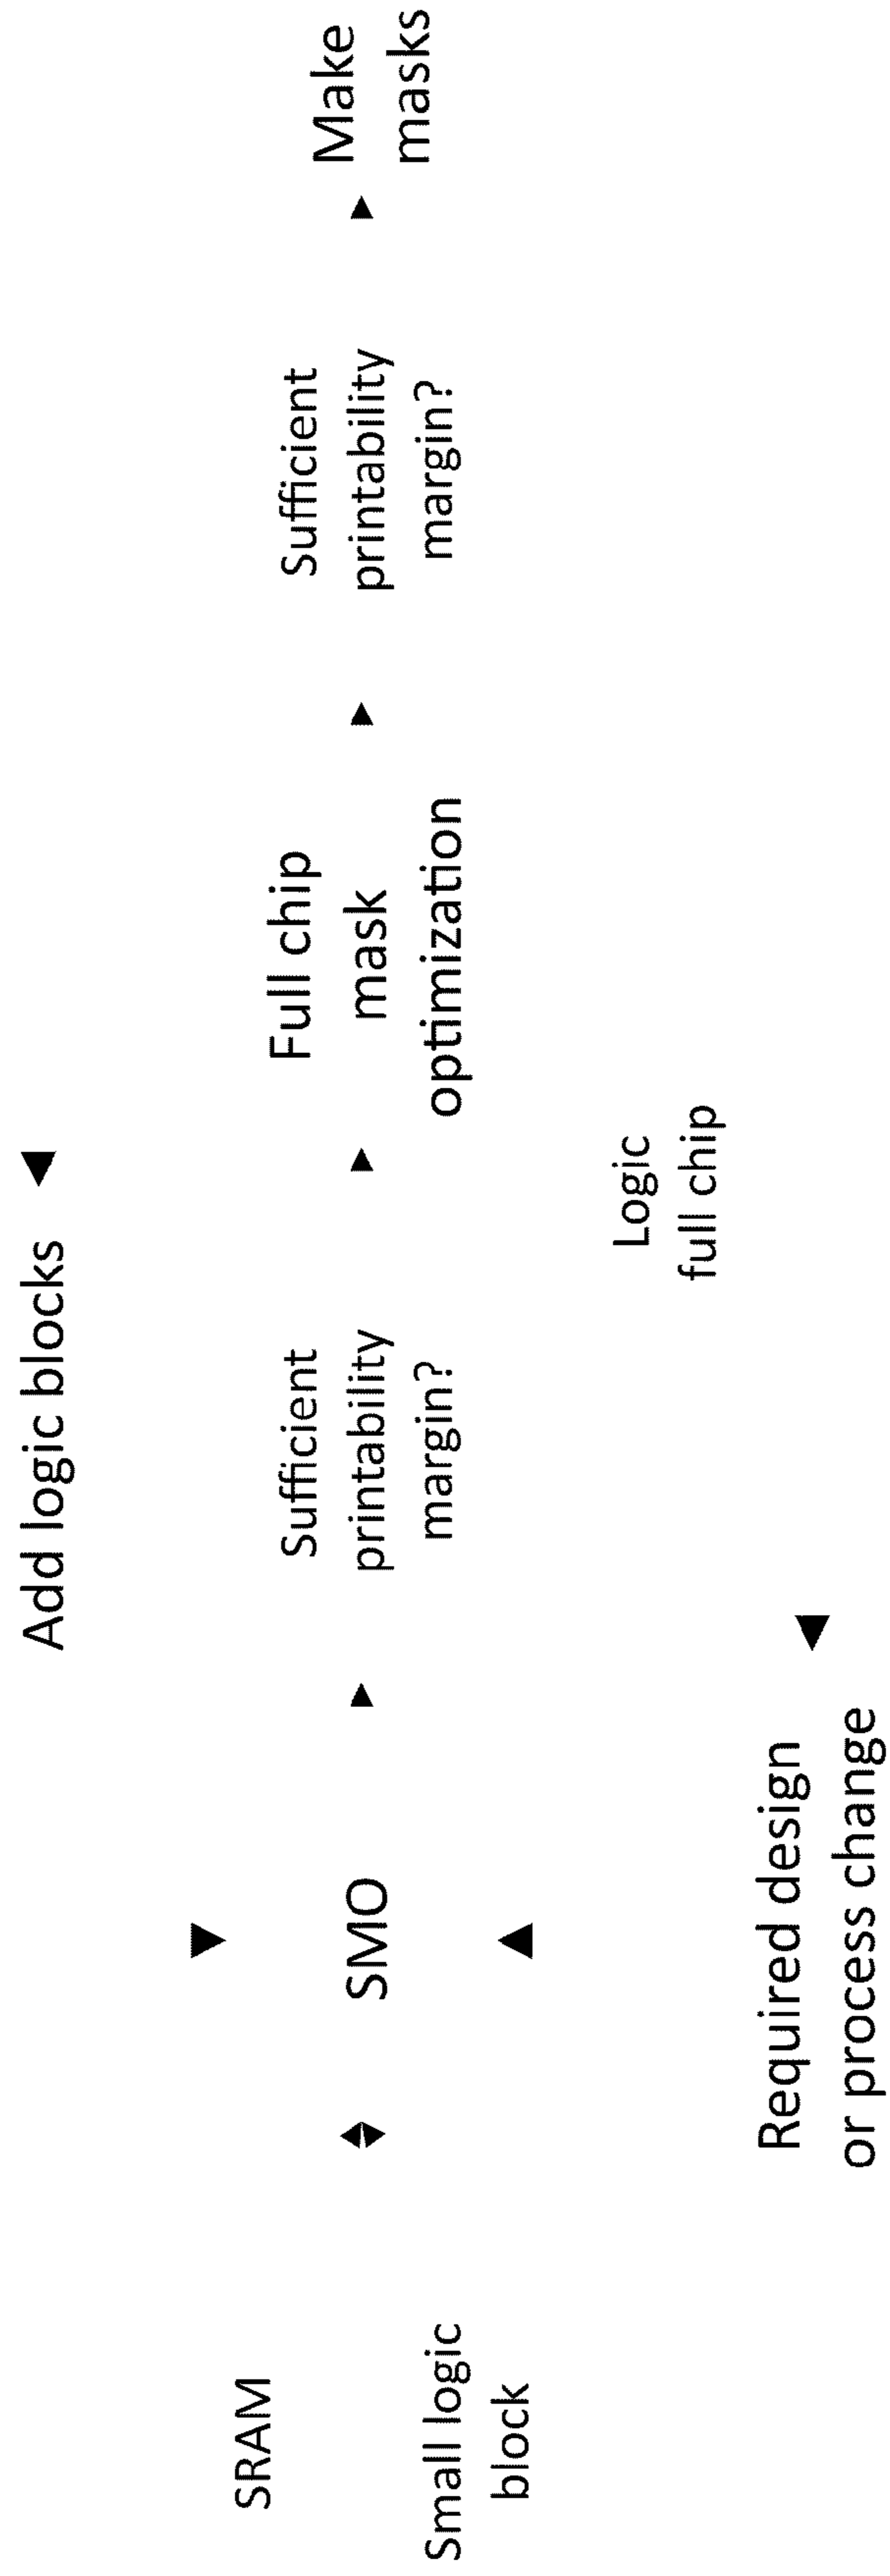 Add logic blocks
SRAM
Small logic
block
SMO
Sufficient
printability
margin?
Full chip
mask
optimization
Sufficient
printability
margin?
Make
masks
Logic
full chip
Required design
or process change